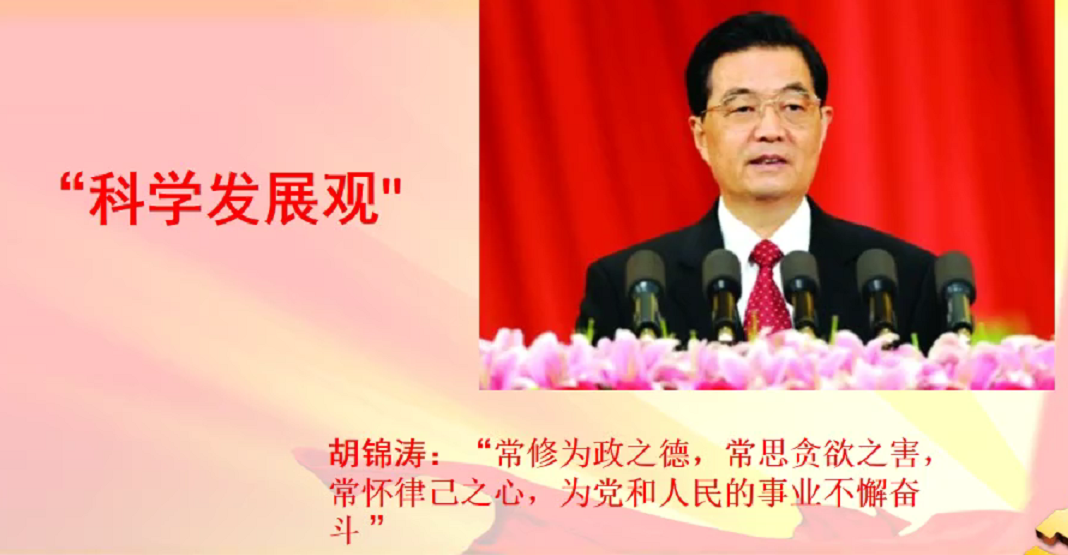 “科学发展观"
胡锦涛：“常修为政之德，常思贪欲之害，
常怀律己之心，为党和人民的事业不懈奋
斗”